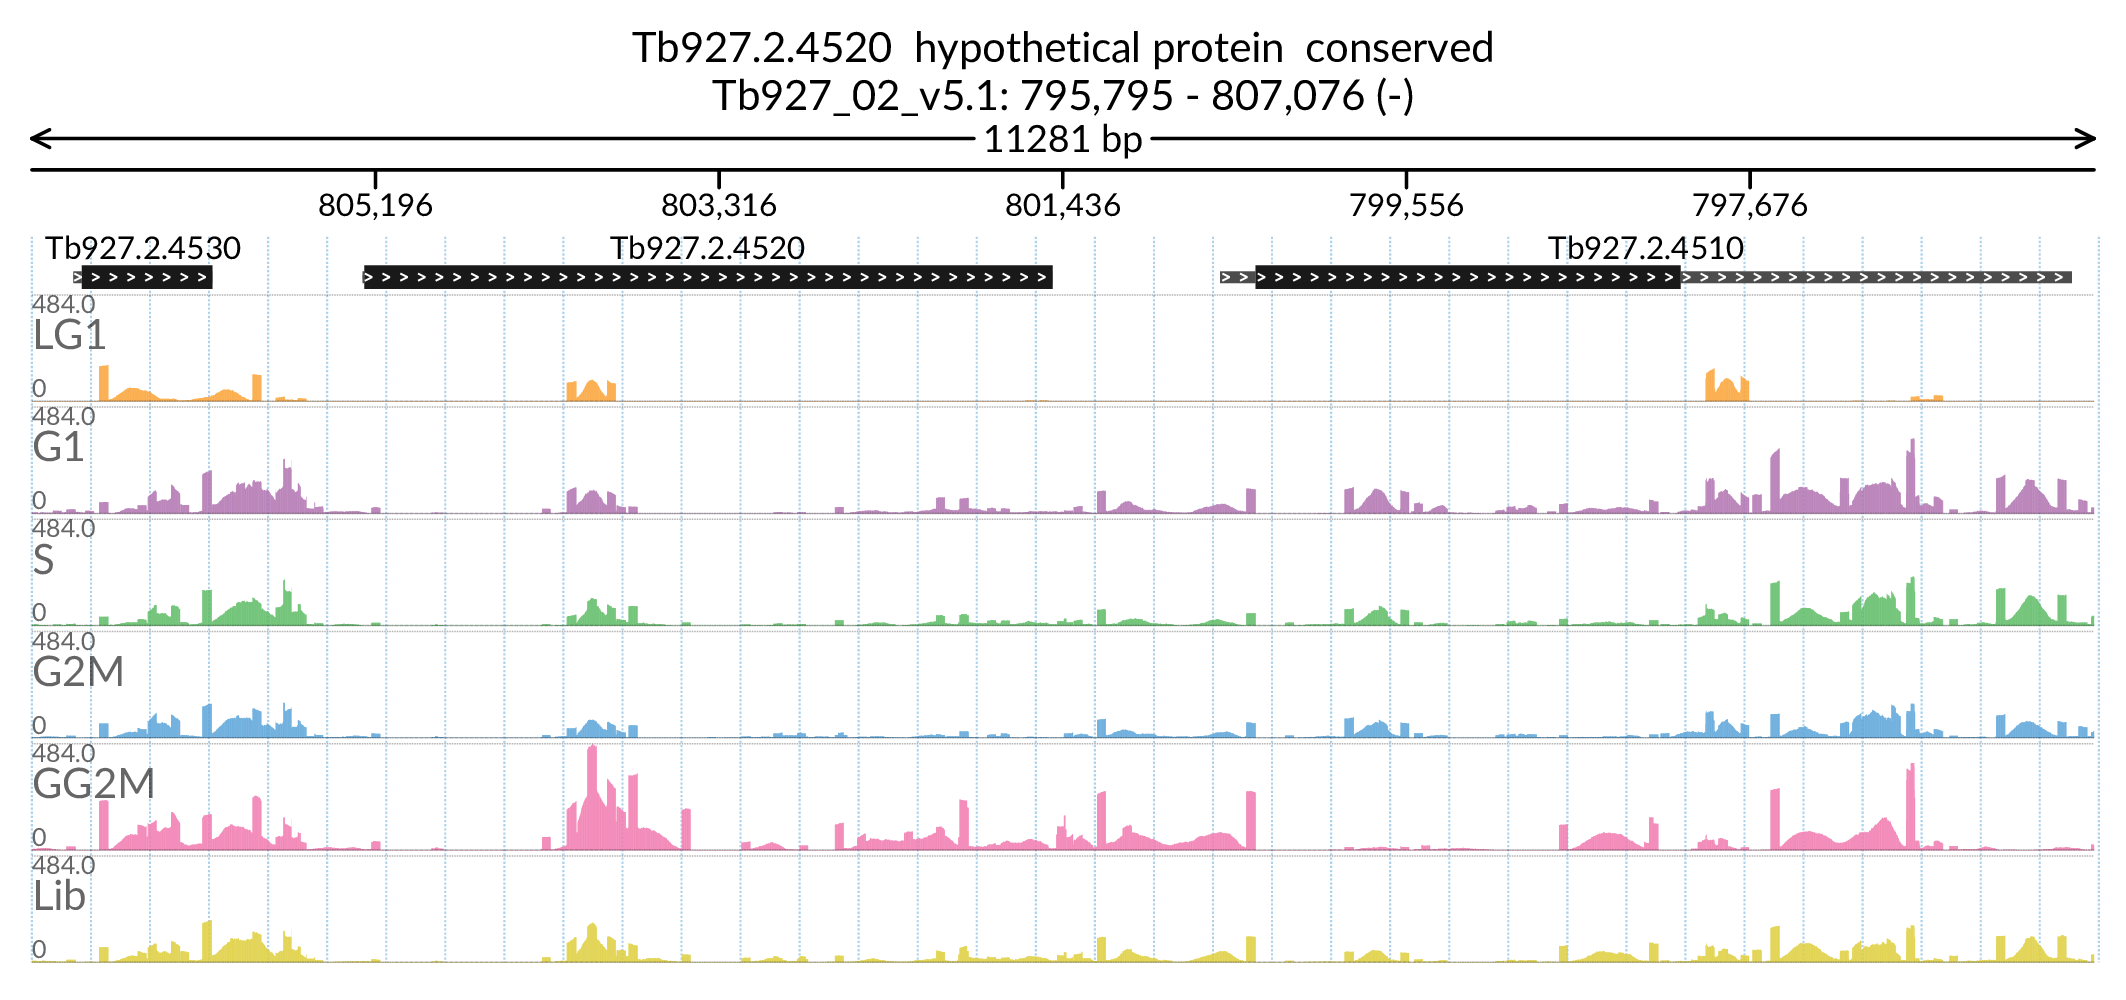 Tb927.2.4520 hypothetical protein conserved
Tb927_02_v5.1: 795,795 - 807,076 (-)
11281 bp
805,196 803,316 801,436 799,556 797,676
Tb927.2.4530 Tb927.2.4520 Tb927.2.4510
484.0
LG1
0
484.0
G1
0
484.0
S
0
484.0
G2M
0
484.0
GG2M
0
484.0
Lib
0